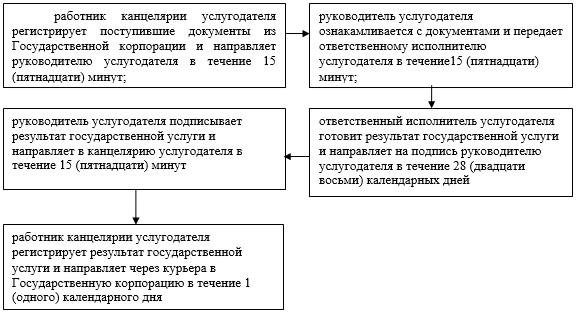 работник канцелярии услугодателя
регистрирует поступившие документы из
Государственной корпорации и направляет
руководителю услугодателя в течение 15
(пятнадцати) минут;
руководитель услугодателя
ознакамливается с документами и передает
ответственному исполнителю
услугодателя в течение15 (пятнадцати)
минут;
ответственный исполнитель услугодателя
готовит результат государственной услуги
и направляет на подпись руководителю
услугодателя в течение 28 (двадцати
восьми) календарных дней
руководитель услугодателя подписывает
результат государственной услуги и
направляет в канцелярию услугодателя в
течение 15 (пятнадцати) минут
работник канцелярии услугодателя
регистрирует результат государственной
услуги и направляет через курьера в
Государственную корпорацию в течение 1
(одного) календарного дня